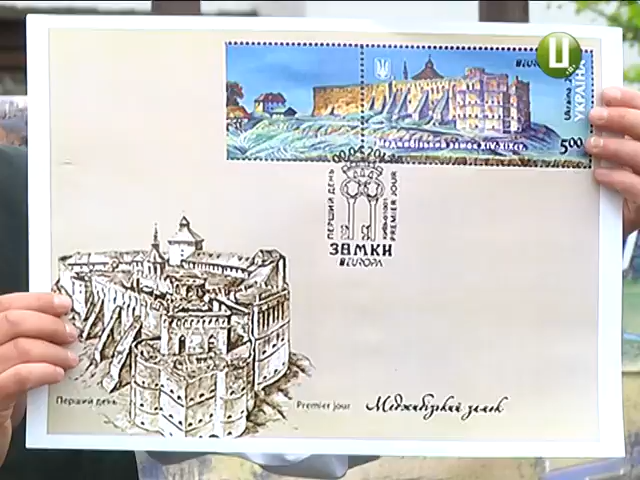 EUROPA
Ukraine
УКРАЇНА
Меджибізький замок XIV-XIXст.
5,00
ПЕРШИЙ ДЕНЬ
PREMIER JOUR
ЗАМКИ
EUROPA
Перший день
Premier jour
Меджибізький замок
Ц